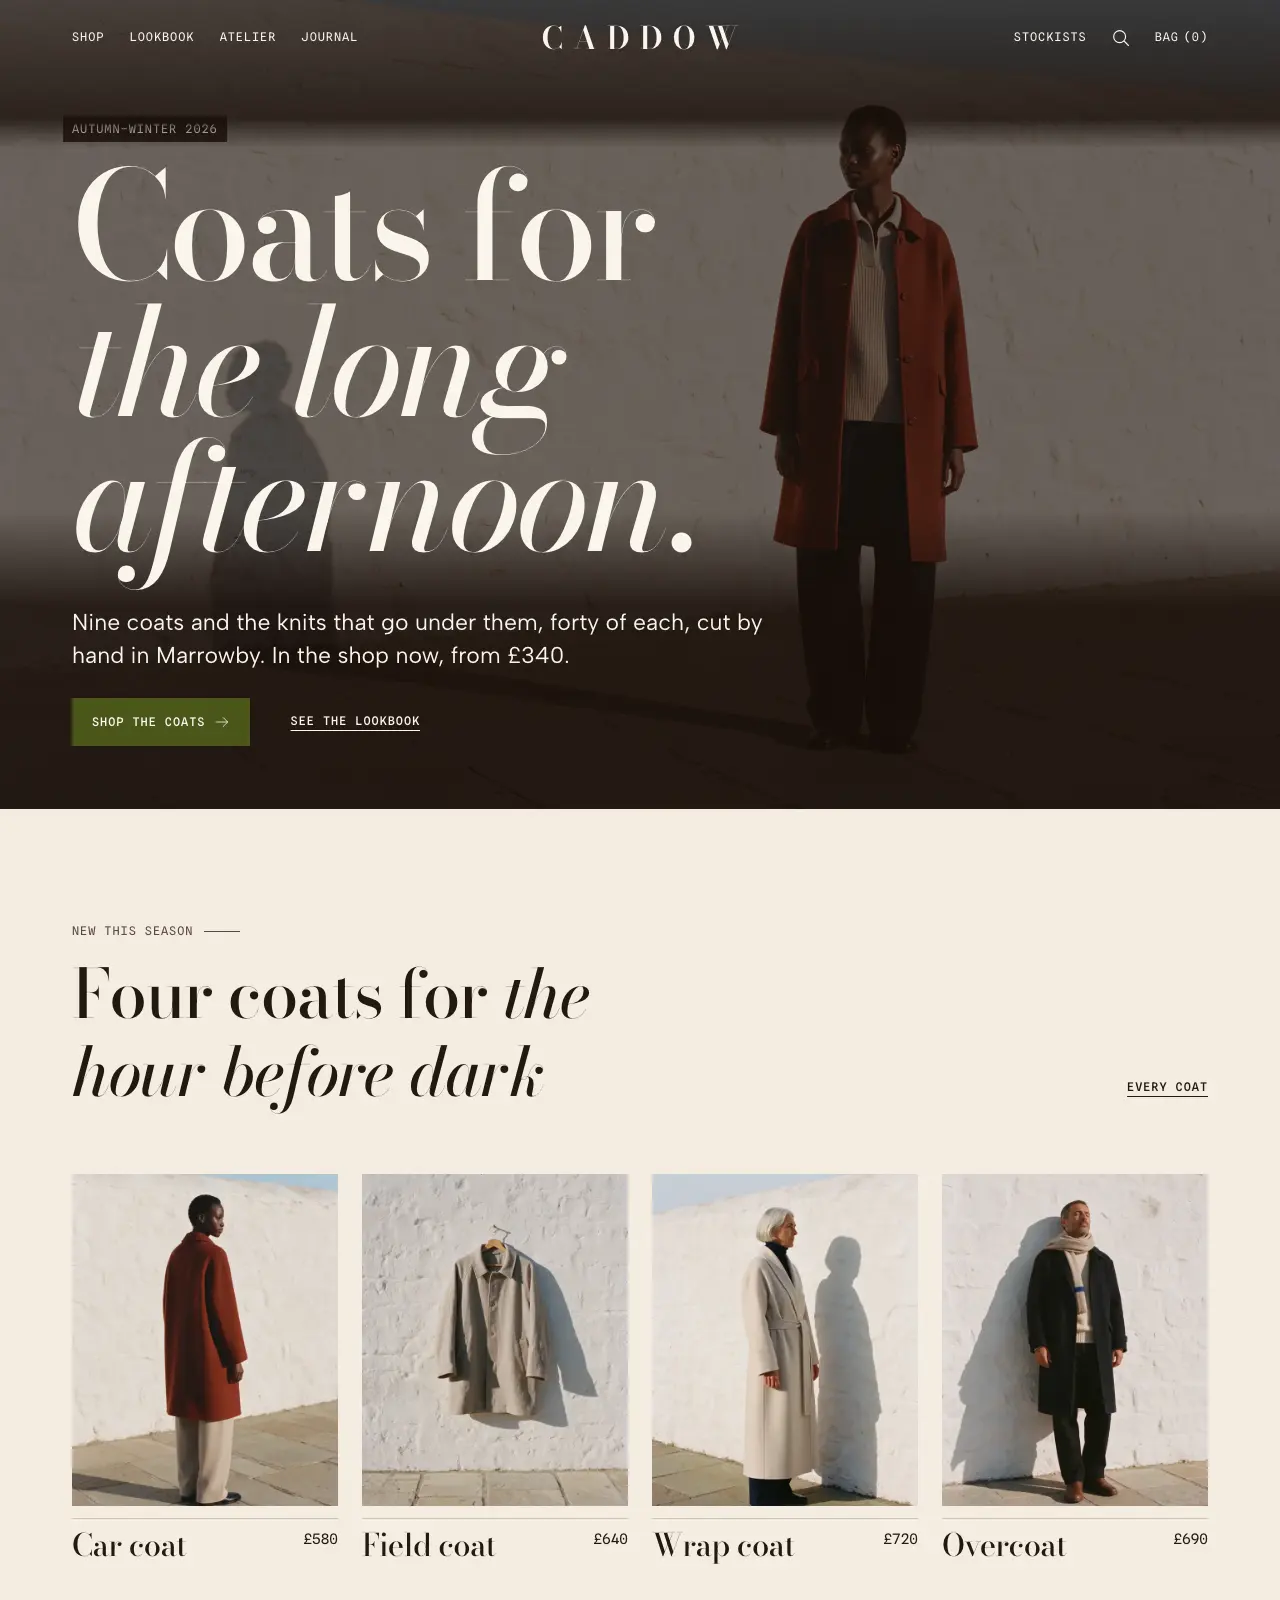 SHOP LOOKBOOK ATELIER JOURNAL CADDOW STOCKISTS BAG (0)
AUTUMN–WINTER 2026
Coats for
the long
afternoon.
Nine coats and the knits that go under them, forty of each, cut by
hand in Marrowby. In the shop now, from £340.
SHOP THE COATS → SEE THE LOOKBOOK
NEW THIS SEASON
Four coats for the
hour before dark
EVERY COAT
Car coat £580 Field coat £640 Wrap coat £720 Overcoat £690